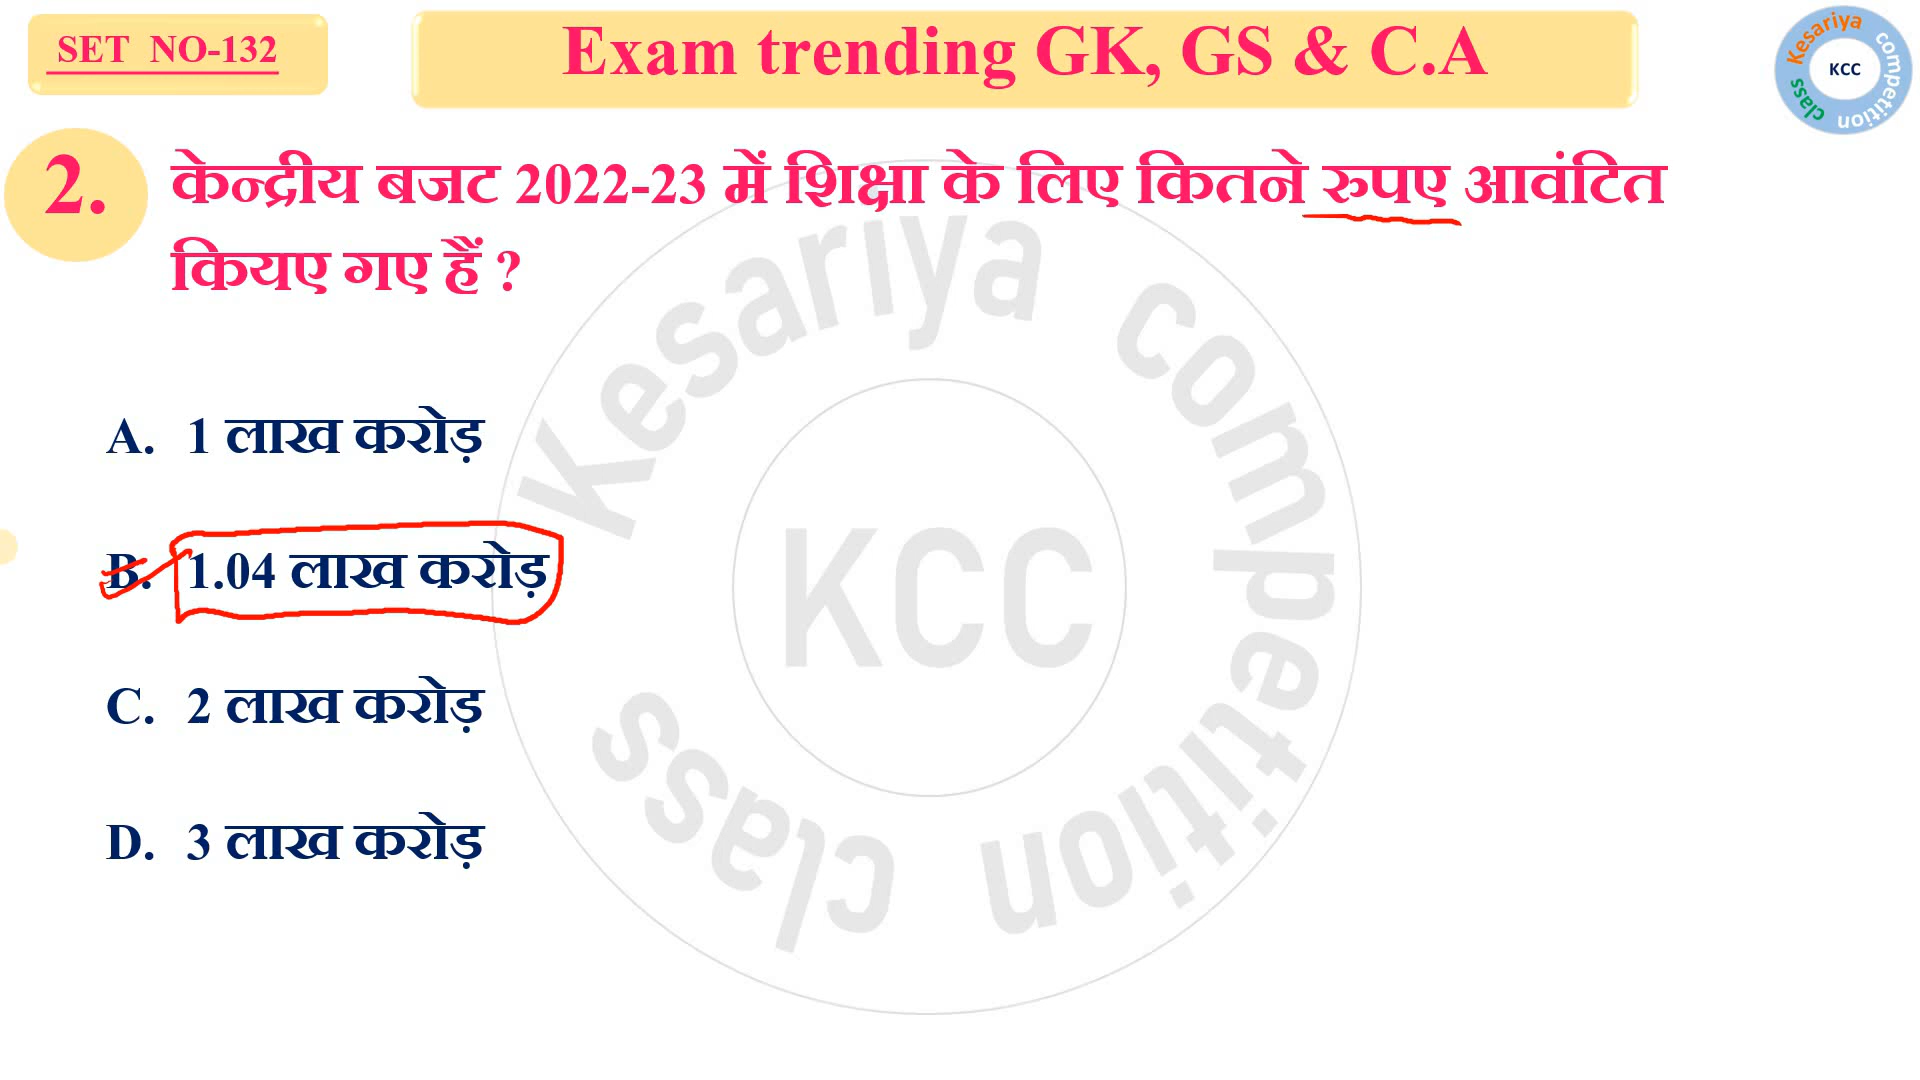 SET NO-132
Exam trending GK, GS & C.A
Kesariya competition class
KCC
2. केन्द्रीय बजट 2022-23 में शिक्षा के लिए कितने रुपए आवंटित
कियए गए हैं ?
A. 1 लाख करोड़
B. 1.04 लाख करोड़
C. 2 लाख करोड़
D. 3 लाख करोड़
Kesariya competition class
KCC